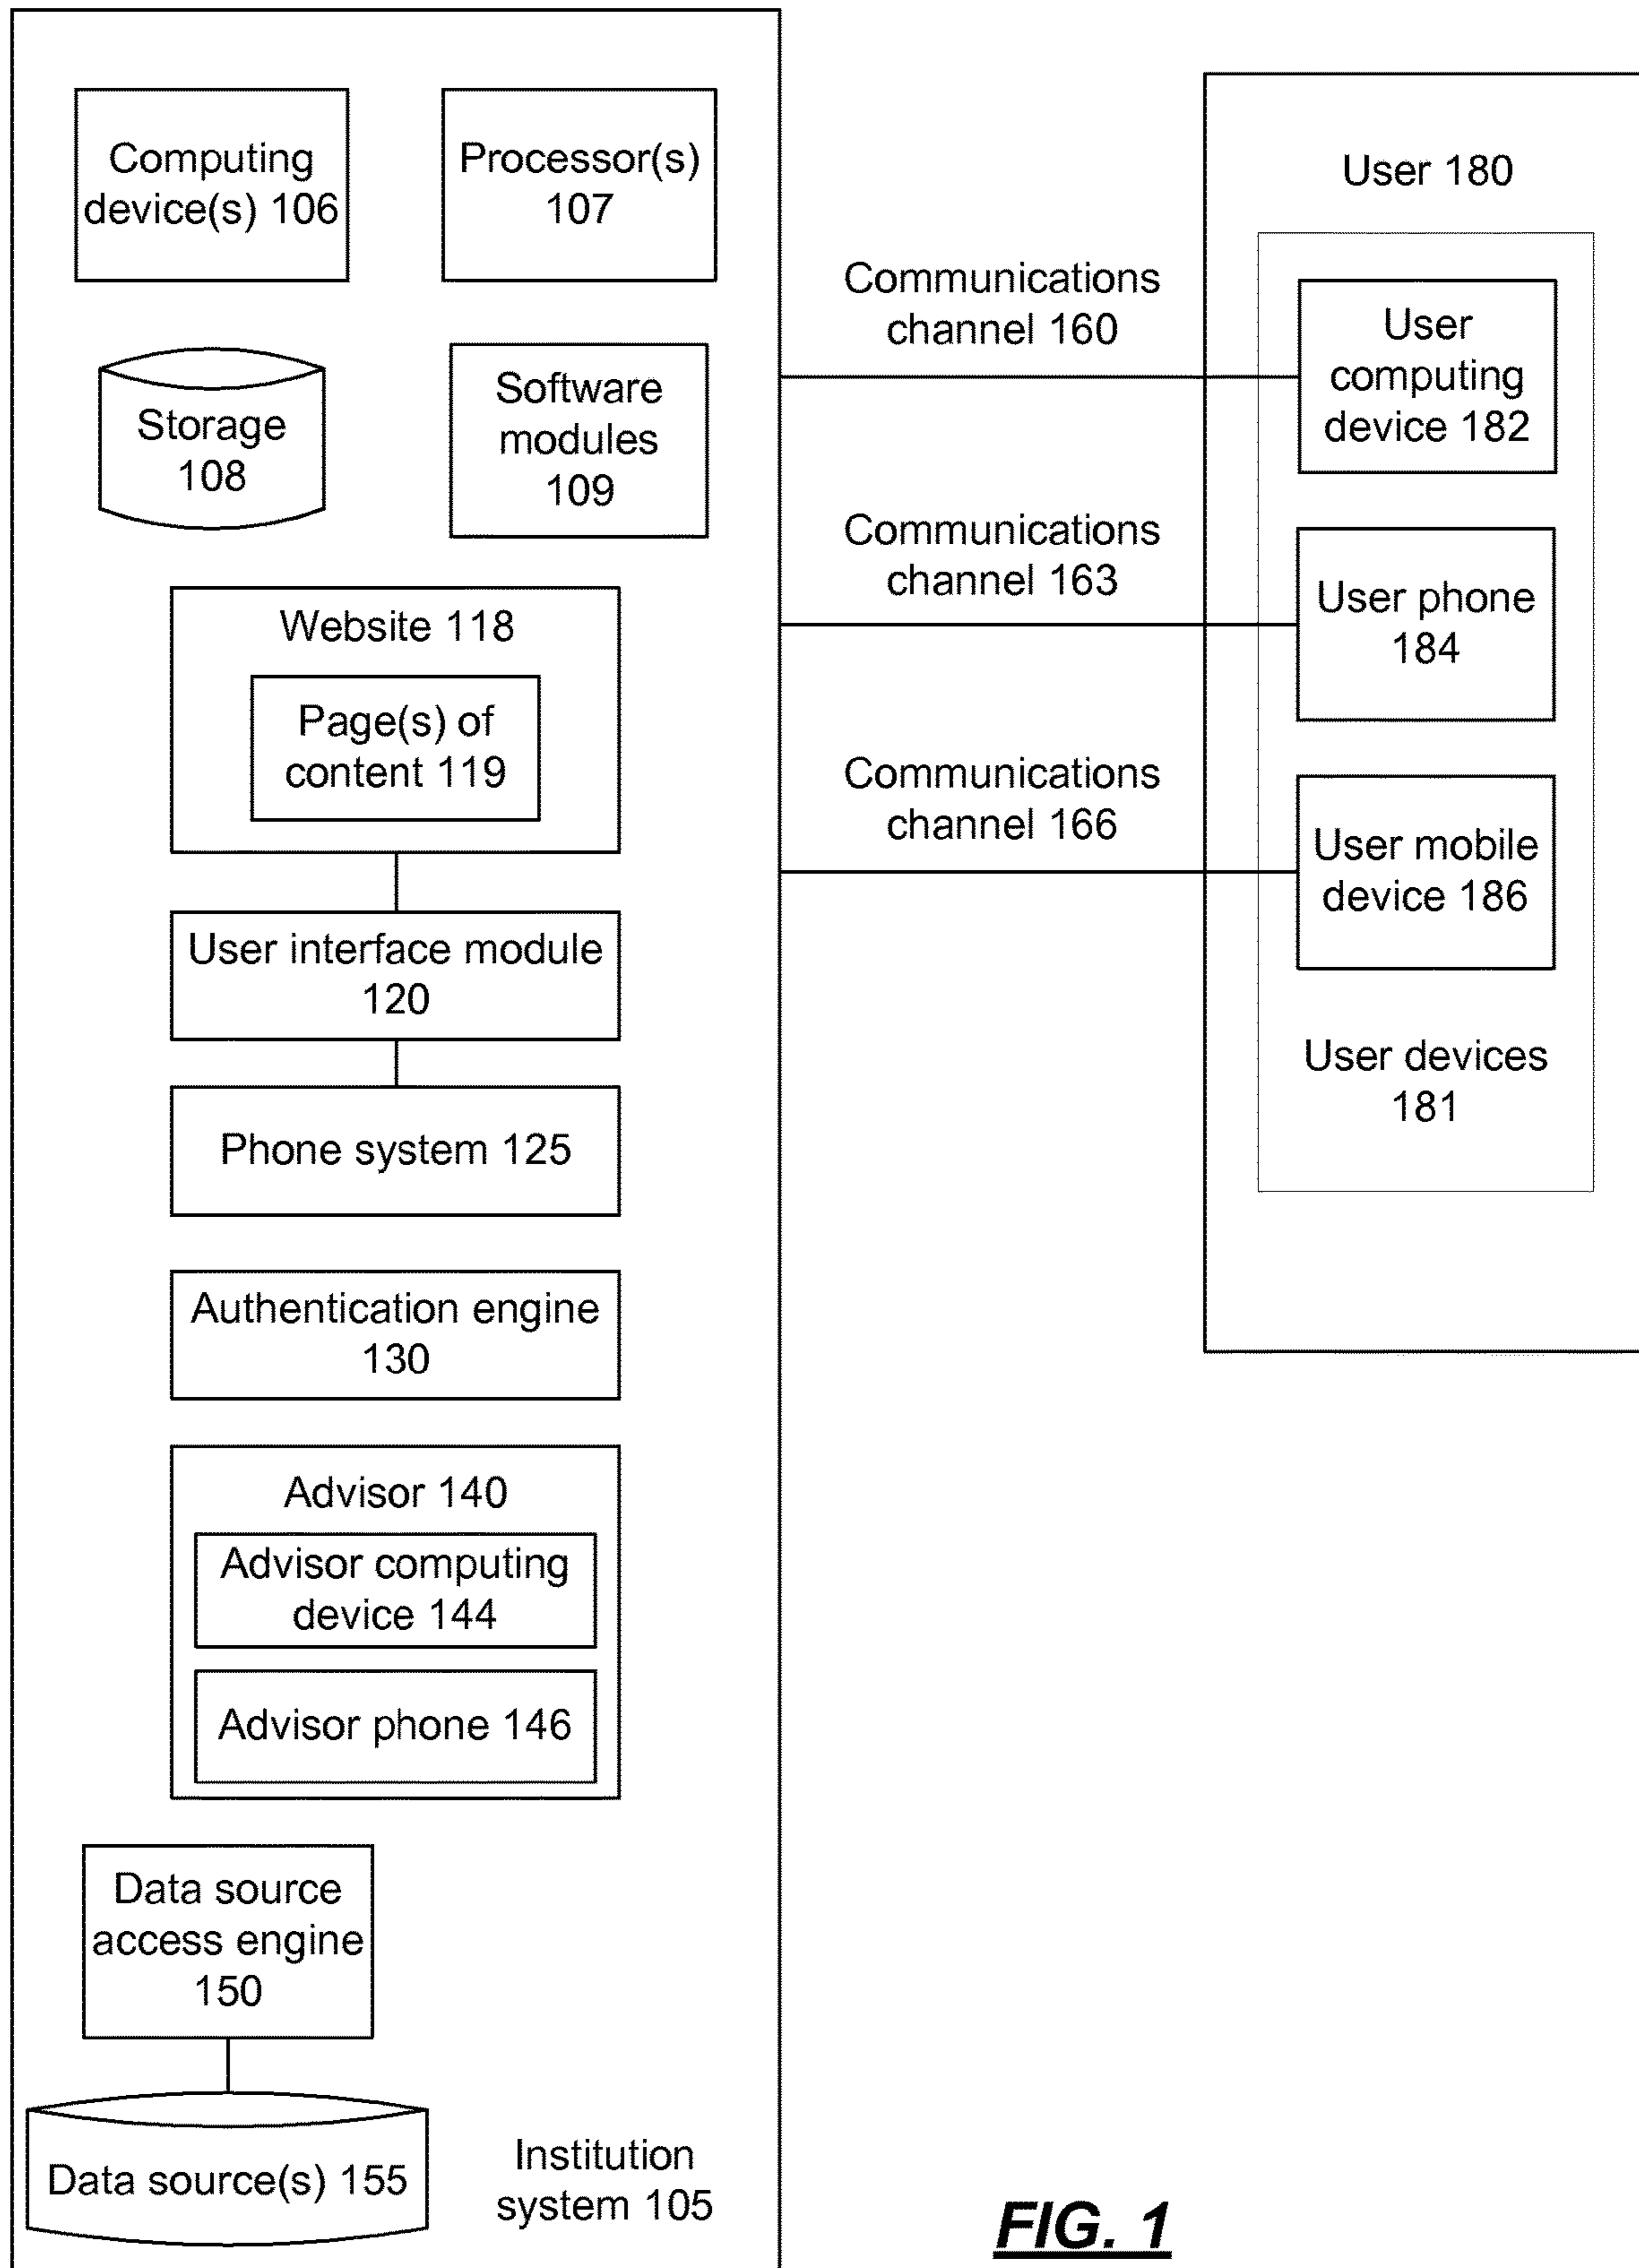 Computing
device(s) 106
Processor(s)
107
Storage
108
Software
modules
109
Website 118
Page(s) of
content 119
User interface module
120
Phone system 125
Authentication engine
130
Advisor 140
Advisor computing
device 144
Advisor phone 146
Data source
access engine
150
Data source(s) 155
Institution
system 105
Communications
channel 160
Communications
channel 163
Communications
channel 166
User 180
User
computing
device 182
User phone
184
User mobile
device 186
User devices
181
FIG. 1